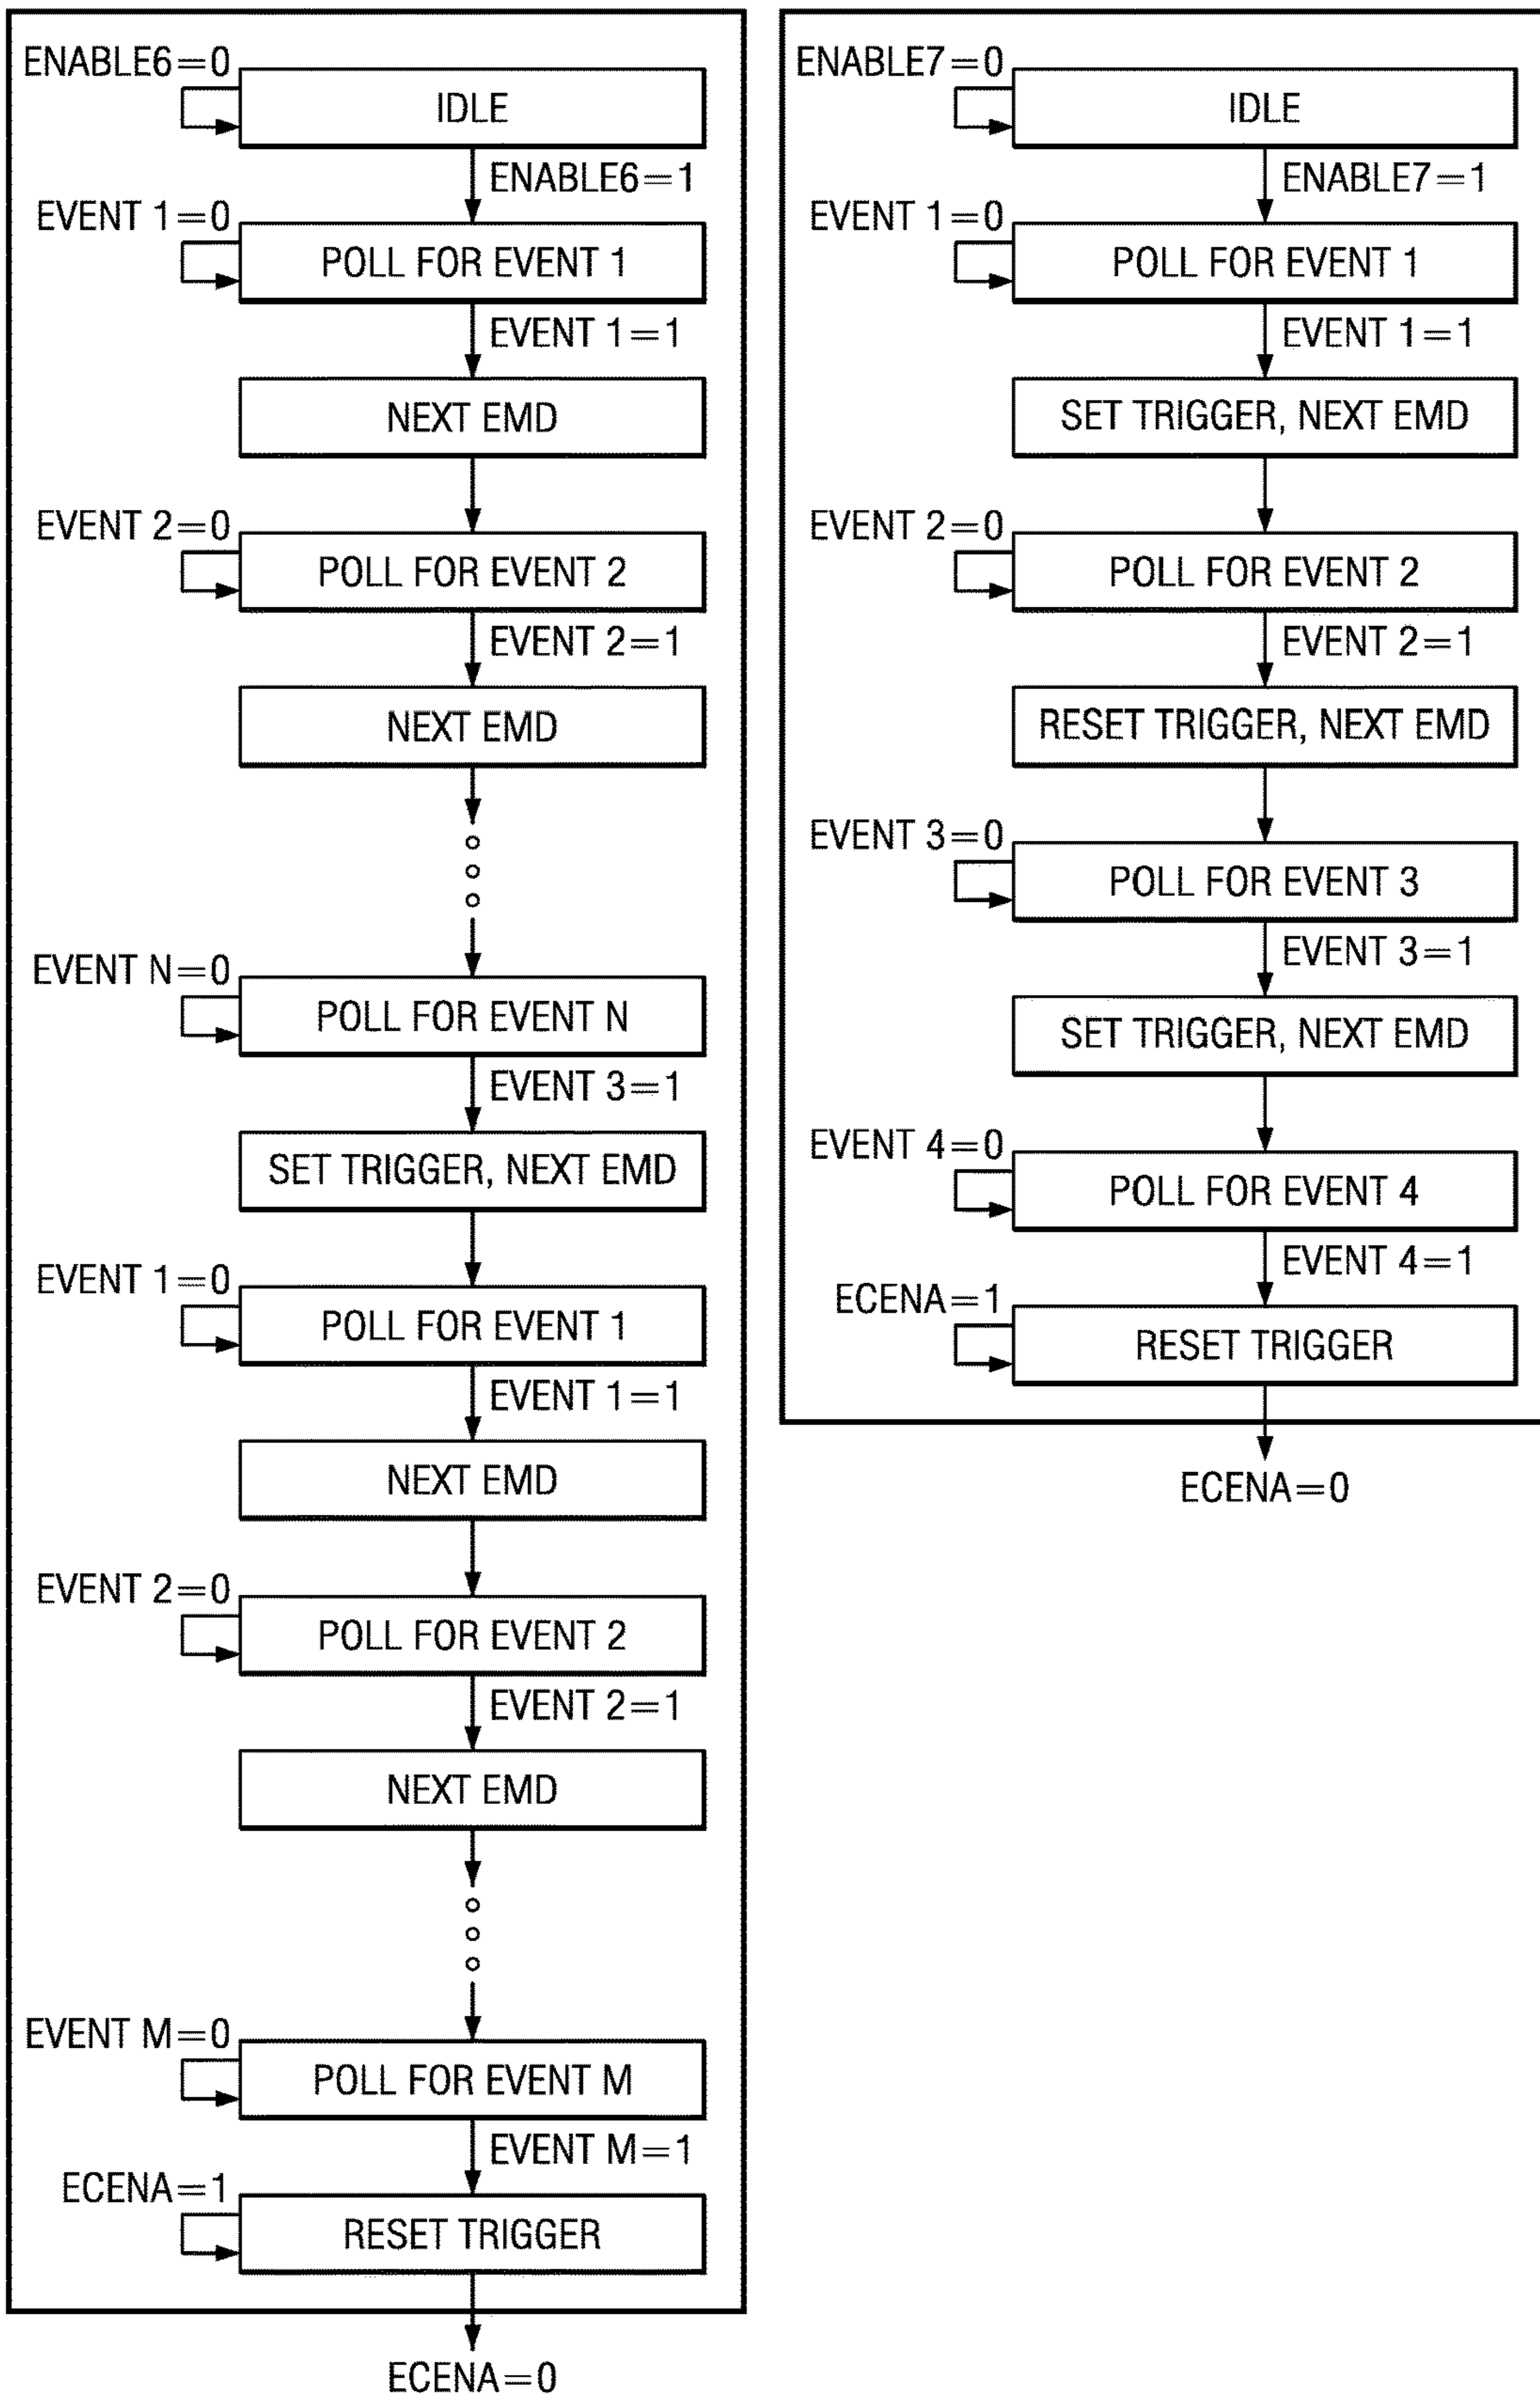 ENABLE6=0
IDLE
ENABLE6=1
EVENT 1=0
POLL FOR EVENT 1
EVENT 1=1
NEXT EMD
EVENT 2=0
POLL FOR EVENT 2
EVENT 2=1
NEXT EMD
EVENT N=0
POLL FOR EVENT N
EVENT 3=1
SET TRIGGER, NEXT EMD
EVENT 1=0
POLL FOR EVENT 1
EVENT 1=1
NEXT EMD
EVENT 2=0
POLL FOR EVENT 2
EVENT 2=1
NEXT EMD
EVENT M=0
POLL FOR EVENT M
EVENT M=1
ECENA=1
RESET TRIGGER
ECENA=0
ENABLE7=0
IDLE
ENABLE7=1
EVENT 1=0
POLL FOR EVENT 1
EVENT 1=1
SET TRIGGER, NEXT EMD
EVENT 2=0
POLL FOR EVENT 2
EVENT 2=1
RESET TRIGGER, NEXT EMD
EVENT 3=0
POLL FOR EVENT 3
EVENT 3=1
SET TRIGGER, NEXT EMD
EVENT 4=0
POLL FOR EVENT 4
EVENT 4=1
ECENA=1
RESET TRIGGER
ECENA=0